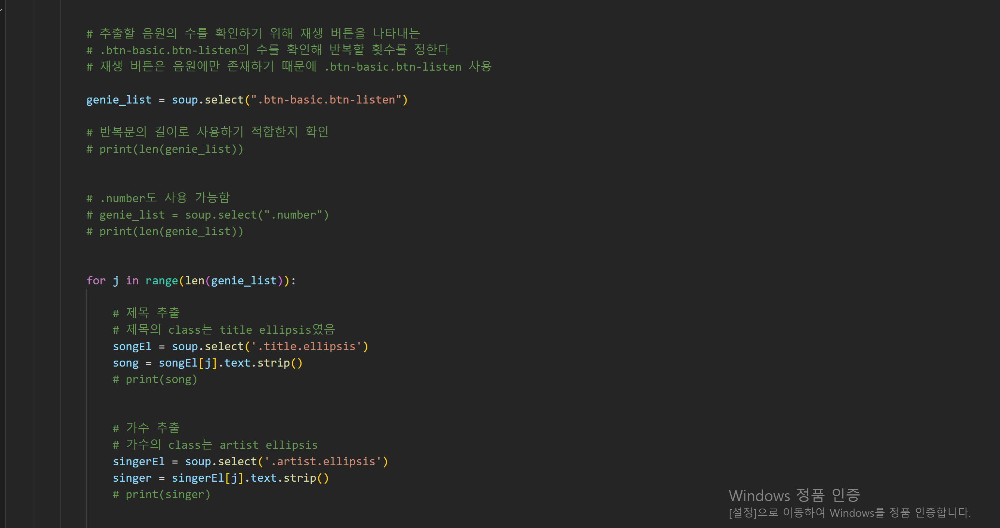 # 추출할 음원의 수를 확인하기 위해 재생 버튼을 나타내는
# .btn-basic.btn-listen의 수를 확인해 반복할 횟수를 정한다
# 재생 버튼은 음원에만 존재하기 때문에 .btn-basic.btn-listen 사용
genie_list = soup.select(".btn-basic.btn-listen")
# 반복문의 길이로 사용하기 적합한지 확인
# print(len(genie_list))
# .number도 사용 가능함
# genie_list = soup.select(".number")
# print(len(genie_list))
for j in range(len(genie_list)):
# 제목 추출
# 제목의 class는 title ellipsis였음
songEl = soup.select('.title.ellipsis')
song = songEl[j].text.strip()
# print(song)
# 가수 추출
# 가수의 class는 artist ellipsis
singerEl = soup.select('.artist.ellipsis')
singer = singerEl[j].text.strip()
# print(singer)
Windows 정품 인증
[설정]으로 이동하여 Windows를 정품 인증합니다.